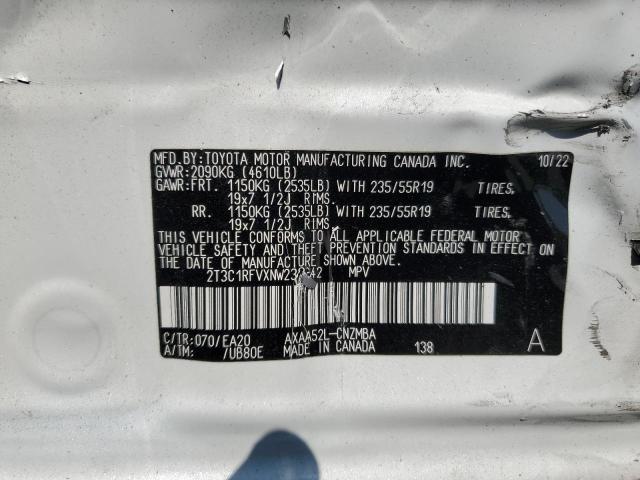 MFD.BY:TOYOTA MOTOR MANUFACTURING CANADA INC. 10/22
GVWR:2090KG (4610LB)
GAWR:FRT. 1150KG (2535LB) WITH 235/55R19 TIRES,
19x7 1/2J RIMS.
RR. 1150KG (2535LB) WITH 235/55R19 TIRES,
19x7 1/2J RIMS.
THIS VEHICLE CONFORMS TO ALL APPLICABLE FEDERAL MOTOR
VEHICLE SAFETY AND THEFT PREVENTION STANDARDS IN EFFECT ON
THE DATE OF MANUFACTURE SHOWN ABOVE.
MPV
C/TR:070/EA20 AXAA52L-CNZMBA
A/TM: /UB80E MADE IN CANADA 138 A